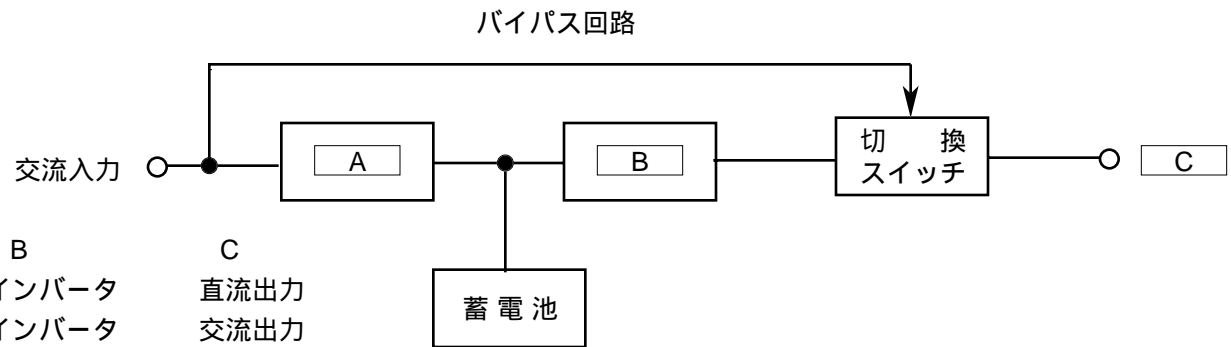 バイパス回路
交流入力
A
B
切 換
スイッチ
C
蓄電池
B C
インバータ 直流出力
インバータ 交流出力